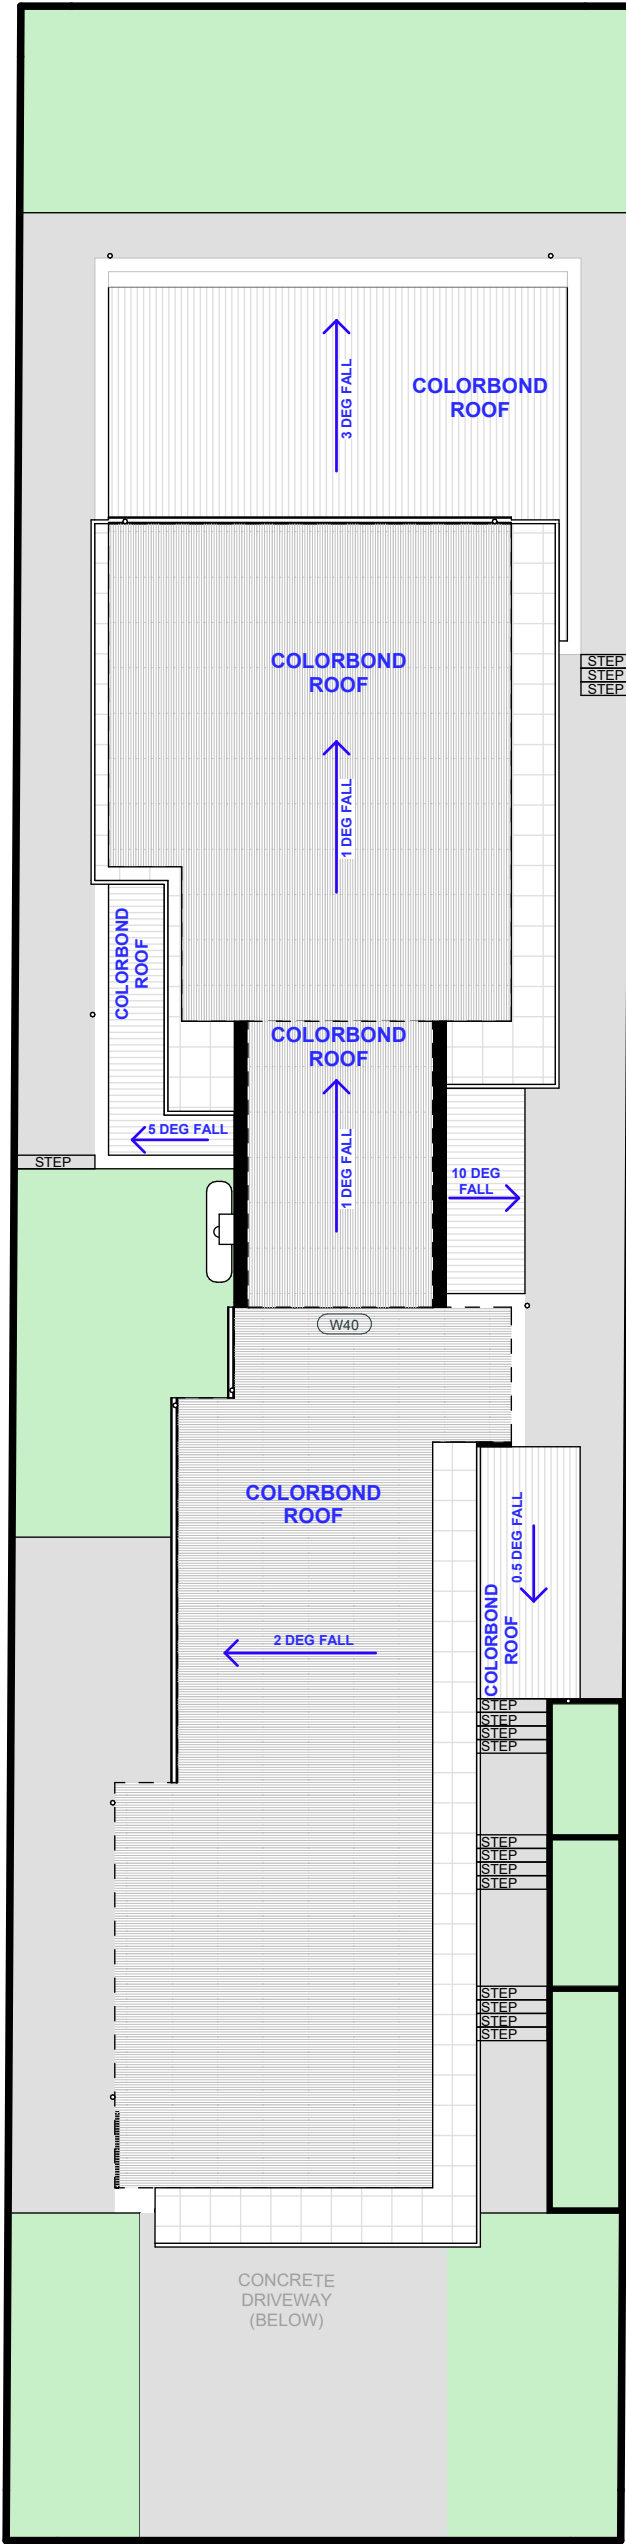 COLORBOND
ROOF
3 DEG FALL
COLORBOND
ROOF
STEP
STEP
STEP
1 DEG FALL
COLORBOND
ROOF
COLORBOND
ROOF
5 DEG FALL
1 DEG FALL
STEP
10 DEG
FALL
W40
COLORBOND
ROOF
0.5 DEG FALL
COLORBOND
ROOF
2 DEG FALL
STEP
STEP
STEP
STEP
STEP
STEP
STEP
STEP
STEP
STEP
STEP
STEP
CONCRETE
DRIVEWAY
(BELOW)